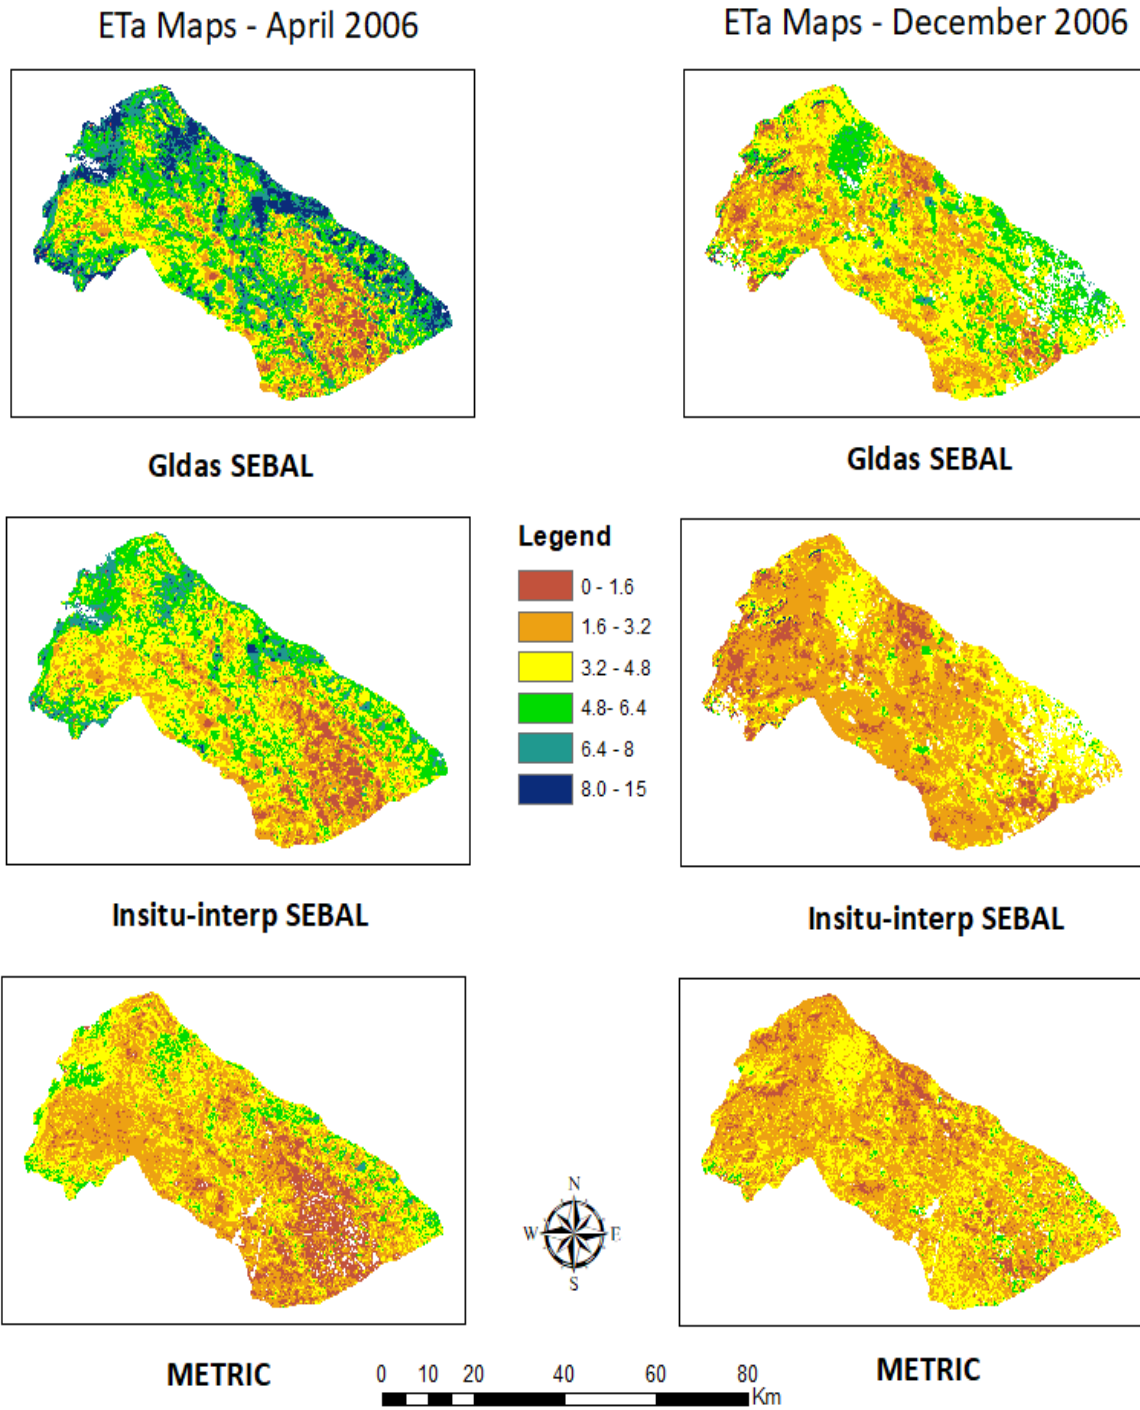 ETa Maps - April 2006
ETa Maps - December 2006
Gldas SEBAL
Gldas SEBAL
Legend
0 - 1.6
1.6 - 3.2
3.2 - 4.8
4.8- 6.4
6.4 - 8
8.0 - 15
Insitu-interp SEBAL
Insitu-interp SEBAL
N
W E
S
METRIC
METRIC
0 10 20 40 60 80
Km